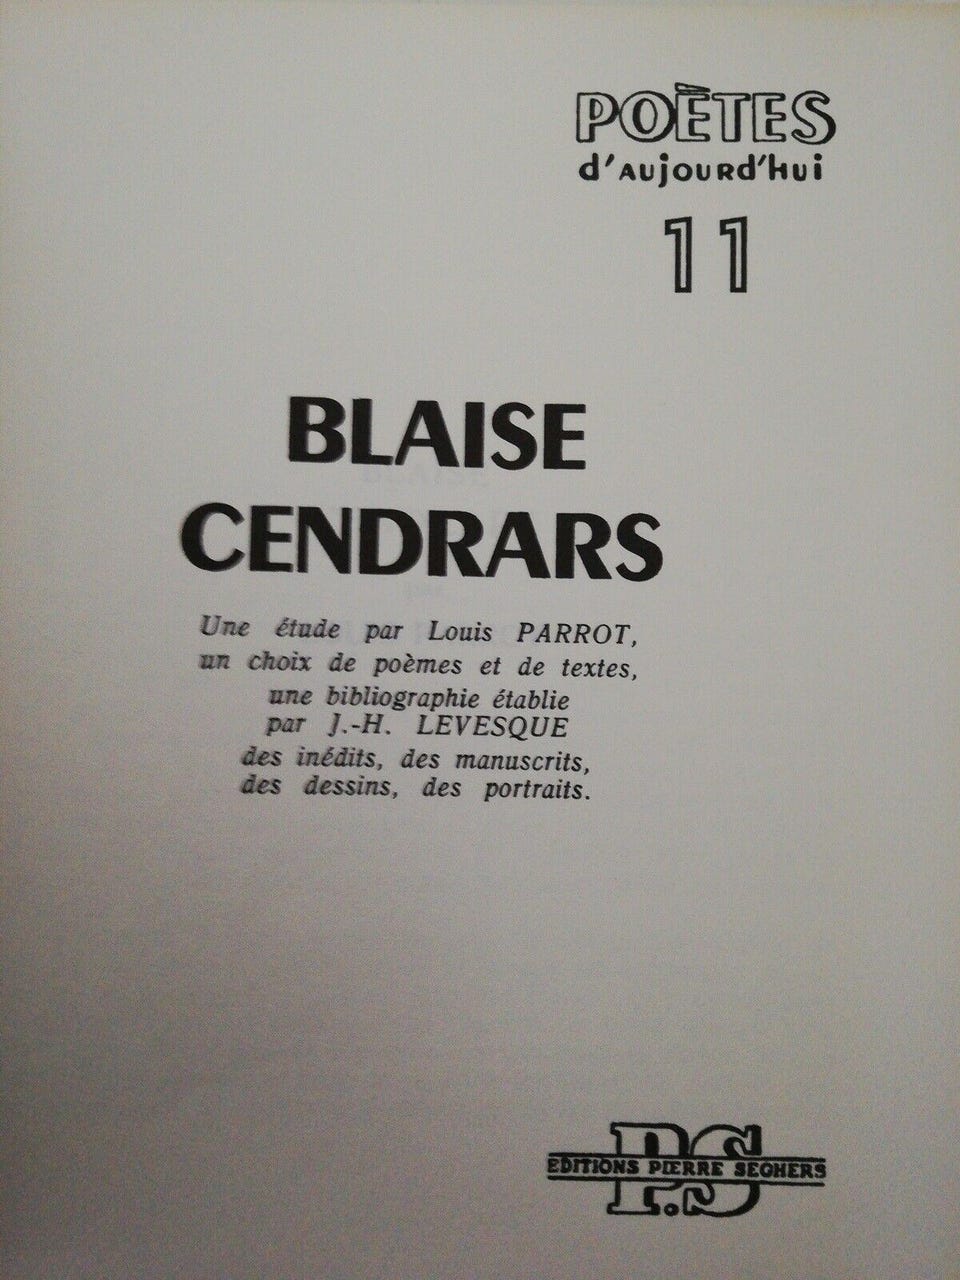 POÈTES
d'AUJOURd'HUI
11
BLAISE
CENDRARS
Une étude par Louis PARROT,
un choix de poèmes et de textes,
une bibliographie établie
par J.-H. LEVESQUE
des inédits, des manuscrits,
des dessins, des portraits.
P.S
EDITIONS PIERRE SEGHERS